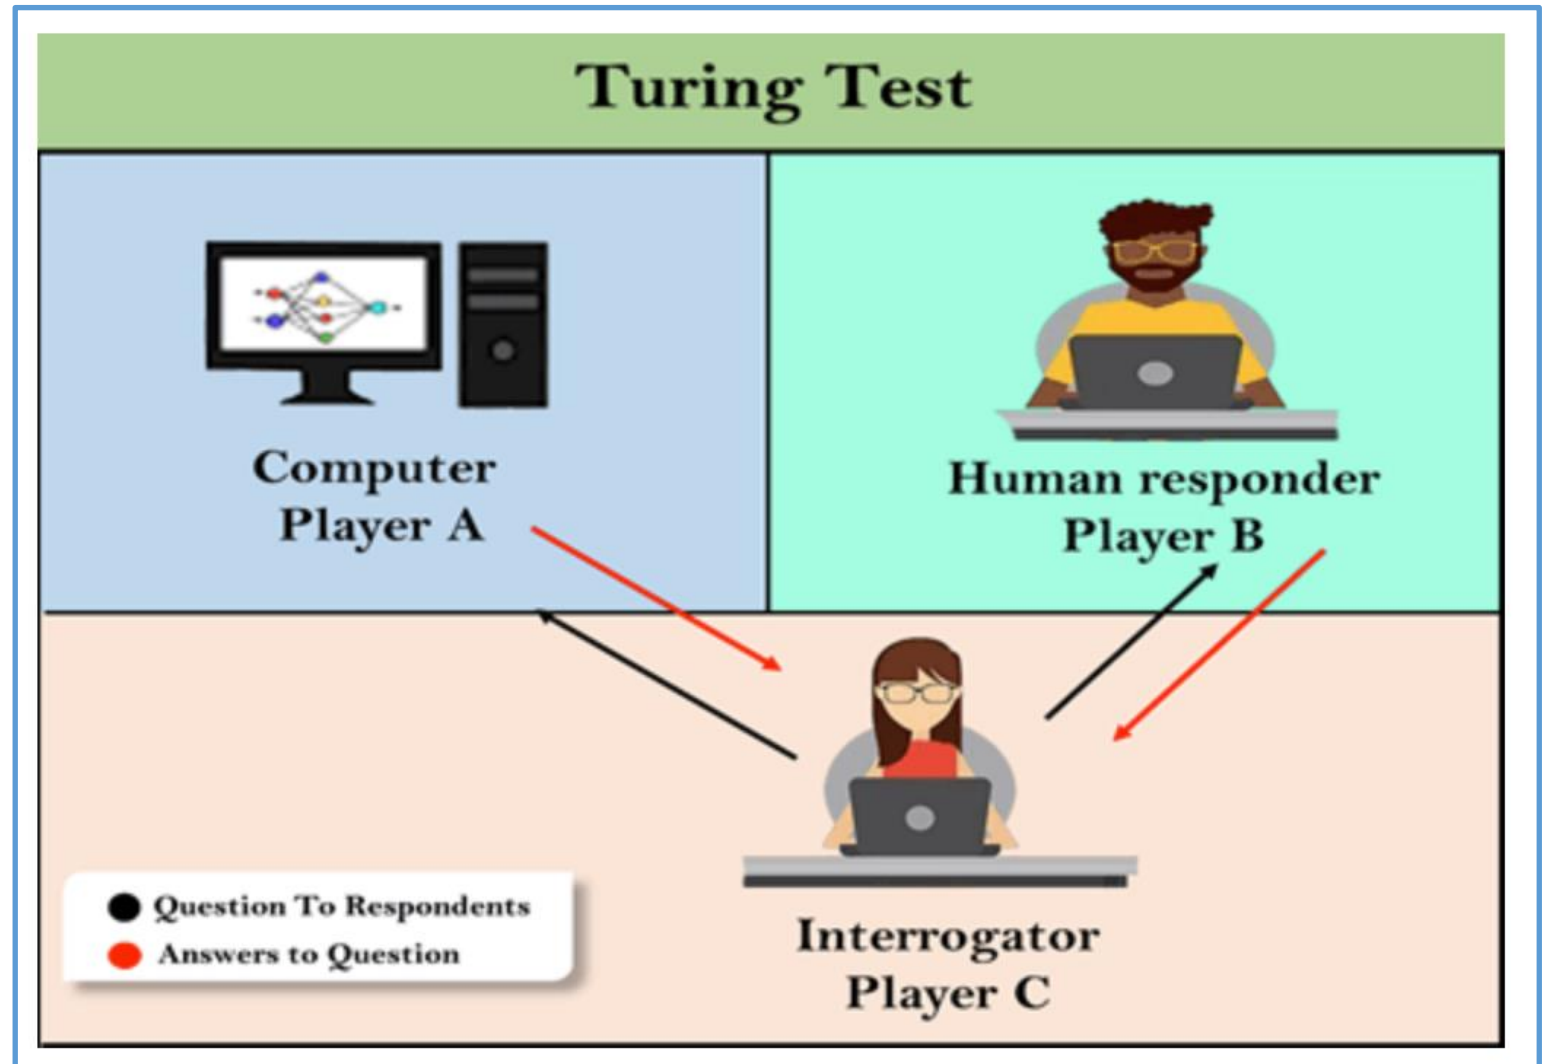 Turing Test
Computer
Player A
Human responder
Player B
Question To Respondents
Answers to Question
Interrogator
Player C